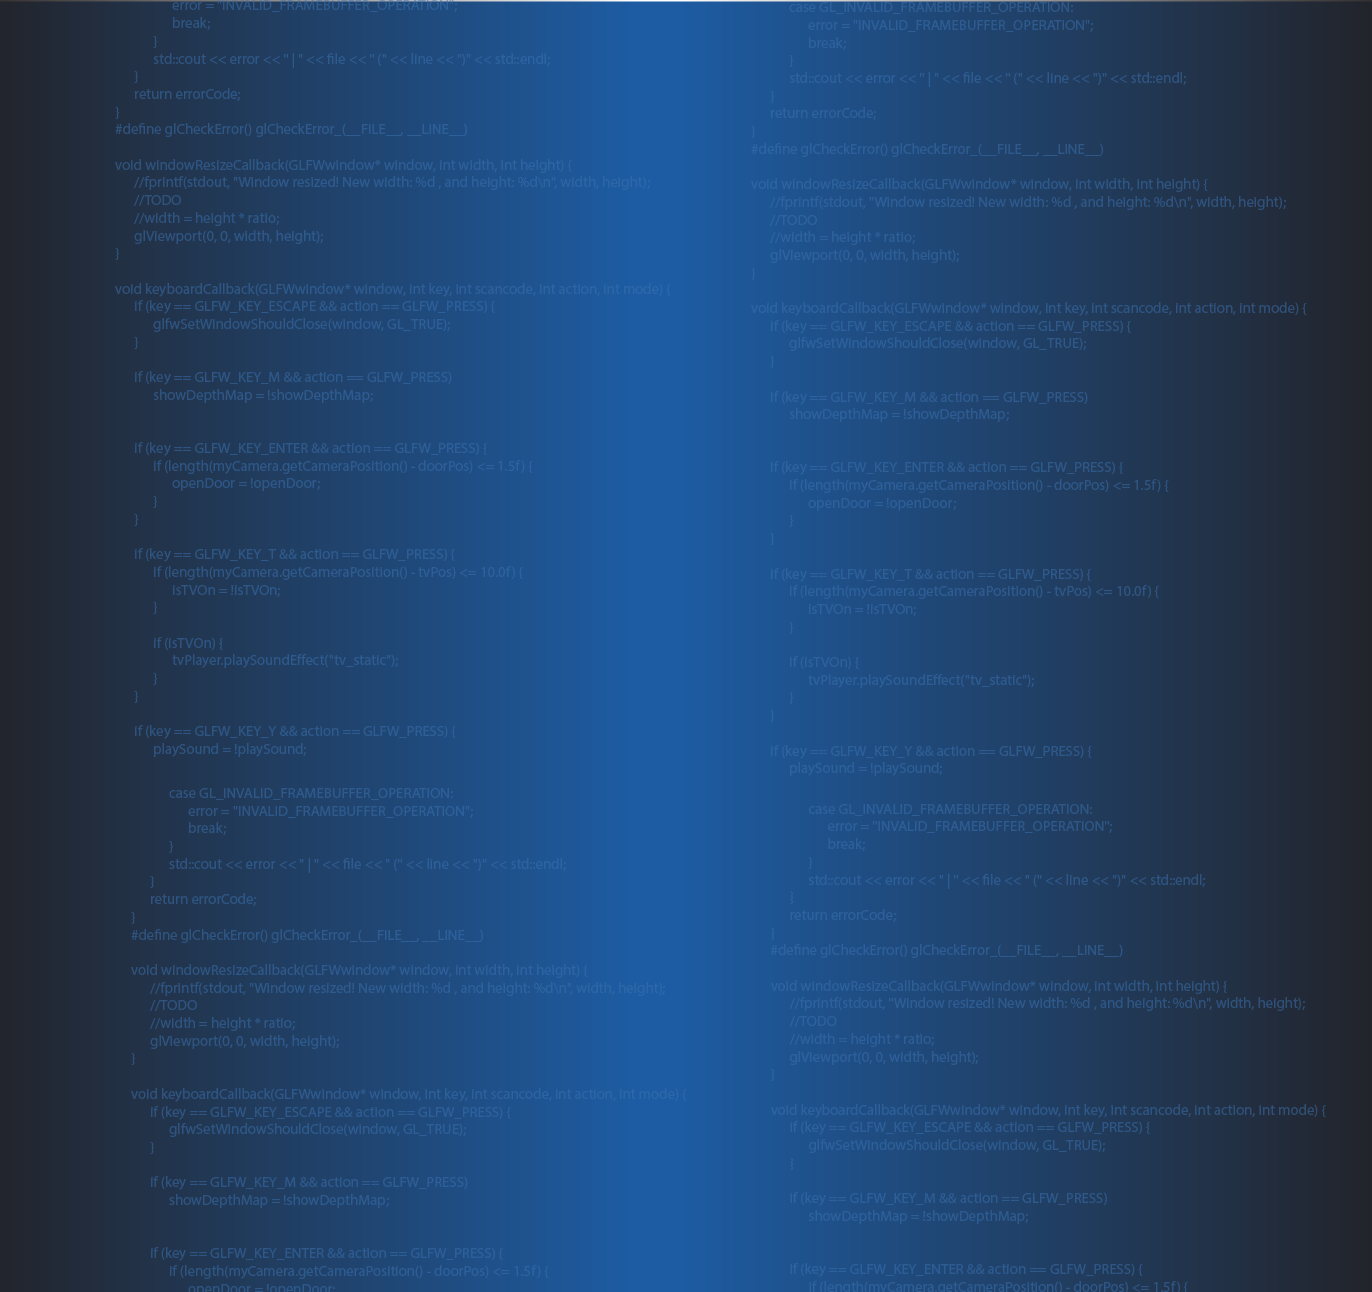 error = "INVALID_FRAMEBUFFER_OPERATION";
break;
}
std::cout << error << " | " << file << " (" << line << ")" << std::endl;
}
return errorCode;
}
#define glCheckError() glCheckError_(__FILE__, __LINE__)
void windowResizeCallback(GLFWwindow* window, int width, int height) {
//fprintf(stdout, "Window resized! New width: %d , and height: %d\n", width, height);
//TODO
//width = height * ratio;
glViewport(0, 0, width, height);
}
void keyboardCallback(GLFWwindow* window, int key, int scancode, int action, int mode) {
if (key == GLFW_KEY_ESCAPE && action == GLFW_PRESS) {
glfwSetWindowShouldClose(window, GL_TRUE);
}
if (key == GLFW_KEY_M && action == GLFW_PRESS)
showDepthMap = !showDepthMap;
if (key == GLFW_KEY_ENTER && action == GLFW_PRESS) {
if (length(myCamera.getCameraPosition() - doorPos) <= 1.5f) {
openDoor = !openDoor;
}
}
if (key == GLFW_KEY_T && action == GLFW_PRESS) {
if (length(myCamera.getCameraPosition() - tvPos) <= 10.0f) {
isTVOn = !isTVOn;
}
if (isTVOn) {
tvPlayer.playSoundEffect("tv_static");
}
}
if (key == GLFW_KEY_Y && action == GLFW_PRESS) {
playSound = !playSound;
case GL_INVALID_FRAMEBUFFER_OPERATION:
error = "INVALID_FRAMEBUFFER_OPERATION";
break;
}
std::cout << error << " | " << file << " (" << line << ")" << std::endl;
}
return errorCode;
}
#define glCheckError() glCheckError_(__FILE__, __LINE__)
void windowResizeCallback(GLFWwindow* window, int width, int height) {
//fprintf(stdout, "Window resized! New width: %d , and height: %d\n", width, height);
//TODO
//width = height * ratio;
glViewport(0, 0, width, height);
}
void keyboardCallback(GLFWwindow* window, int key, int scancode, int action, int mode) {
if (key == GLFW_KEY_ESCAPE && action == GLFW_PRESS) {
glfwSetWindowShouldClose(window, GL_TRUE);
}
if (key == GLFW_KEY_M && action == GLFW_PRESS)
showDepthMap = !showDepthMap;
if (key == GLFW_KEY_ENTER && action == GLFW_PRESS) {
if (length(myCamera.getCameraPosition() - doorPos) <= 1.5f) {
openDoor = !openDoor;
case GL_INVALID_FRAMEBUFFER_OPERATION:
error = "INVALID_FRAMEBUFFER_OPERATION";
break;
}
std::cout << error << " | " << file << " (" << line << ")" << std::endl;
}
return errorCode;
}
#define glCheckError() glCheckError_(__FILE__, __LINE__)
void windowResizeCallback(GLFWwindow* window, int width, int height) {
//fprintf(stdout, "Window resized! New width: %d , and height: %d\n", width, height);
//TODO
//width = height * ratio;
glViewport(0, 0, width, height);
}
void keyboardCallback(GLFWwindow* window, int key, int scancode, int action, int mode) {
if (key == GLFW_KEY_ESCAPE && action == GLFW_PRESS) {
glfwSetWindowShouldClose(window, GL_TRUE);
}
if (key == GLFW_KEY_M && action == GLFW_PRESS)
showDepthMap = !showDepthMap;
if (key == GLFW_KEY_ENTER && action == GLFW_PRESS) {
if (length(myCamera.getCameraPosition() - doorPos) <= 1.5f) {
openDoor = !openDoor;
}
}
if (key == GLFW_KEY_T && action == GLFW_PRESS) {
if (length(myCamera.getCameraPosition() - tvPos) <= 10.0f) {
isTVOn = !isTVOn;
}
if (isTVOn) {
tvPlayer.playSoundEffect("tv_static");
}
}
if (key == GLFW_KEY_Y && action == GLFW_PRESS) {
playSound = !playSound;
case GL_INVALID_FRAMEBUFFER_OPERATION:
error = "INVALID_FRAMEBUFFER_OPERATION";
break;
}
std::cout << error << " | " << file << " (" << line << ")" << std::endl;
}
return errorCode;
}
#define glCheckError() glCheckError_(__FILE__, __LINE__)
void windowResizeCallback(GLFWwindow* window, int width, int height) {
//fprintf(stdout, "Window resized! New width: %d , and height: %d\n", width, height);
//TODO
//width = height * ratio;
glViewport(0, 0, width, height);
}
void keyboardCallback(GLFWwindow* window, int key, int scancode, int action, int mode) {
if (key == GLFW_KEY_ESCAPE && action == GLFW_PRESS) {
glfwSetWindowShouldClose(window, GL_TRUE);
}
if (key == GLFW_KEY_M && action == GLFW_PRESS)
showDepthMap = !showDepthMap;
if (key == GLFW_KEY_ENTER && action == GLFW_PRESS) {
if (length(myCamera.getCameraPosition() - doorPos) <= 1.5f) {